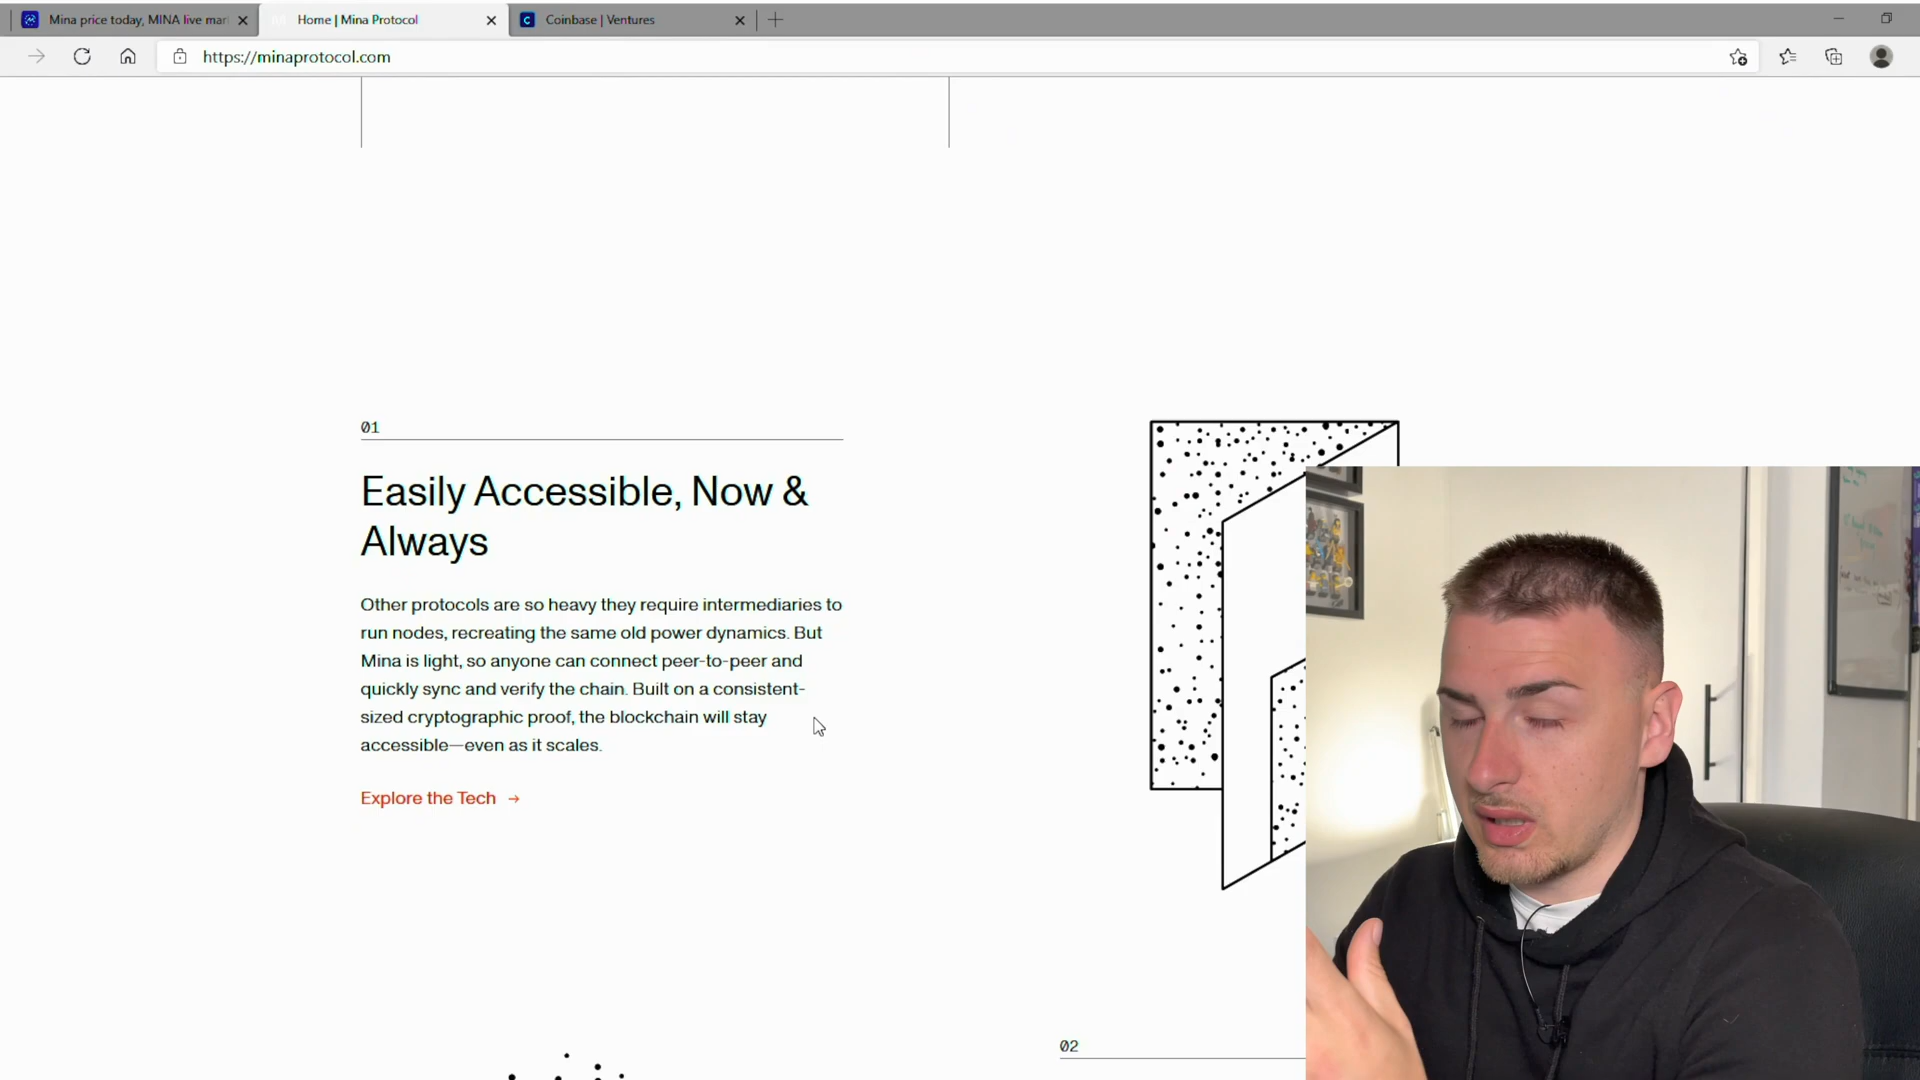 Mina price today, MINA live mar
Home | Mina Protocol
Coinbase | Ventures
https://minaprotocol.com
01
Easily Accessible, Now &
Always
Other protocols are so heavy they require intermediaries to
run nodes, recreating the same old power dynamics. But
Mina is light, so anyone can connect peer-to-peer and
quickly sync and verify the chain. Built on a consistent-
sized cryptographic proof, the blockchain will stay
accessible—even as it scales.
Explore the Tech →
02